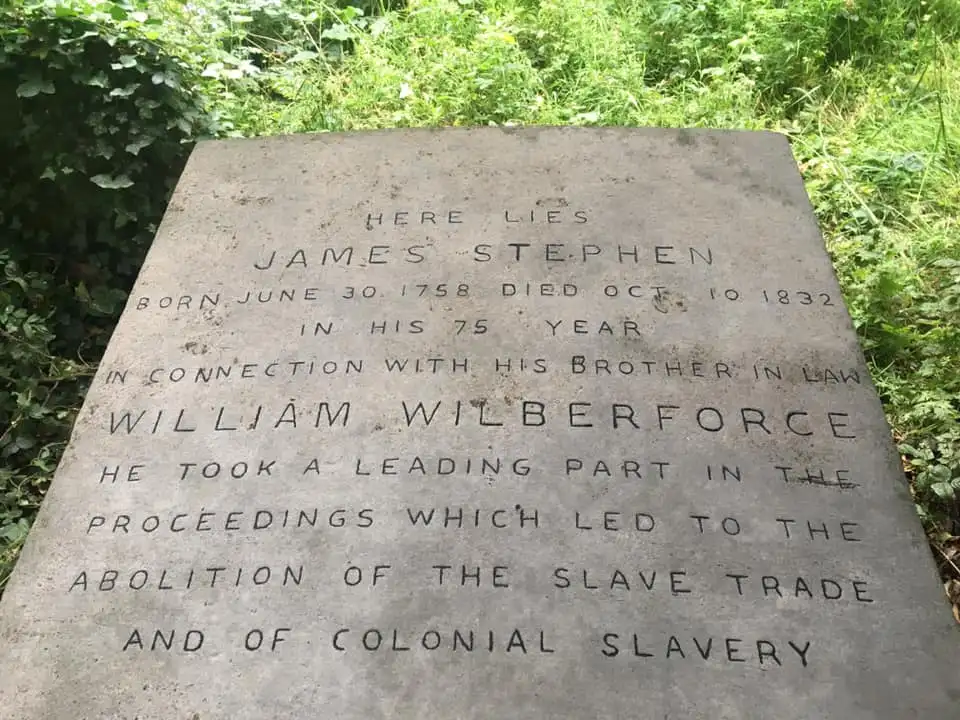 HERE LIES
JAMES STEPHEN
BORN JUNE 30 1758 DIED OCT 10 1832
IN HIS 75 YEAR
IN CONNECTION WITH HIS BROTHER IN LAW
WILLIAM WILBERFORCE
HE TOOK A LEADING PART IN THE
PROCEEDINGS WHICH LED TO THE
ABOLITION OF THE SLAVE TRADE
AND OF COLONIAL SLAVERY